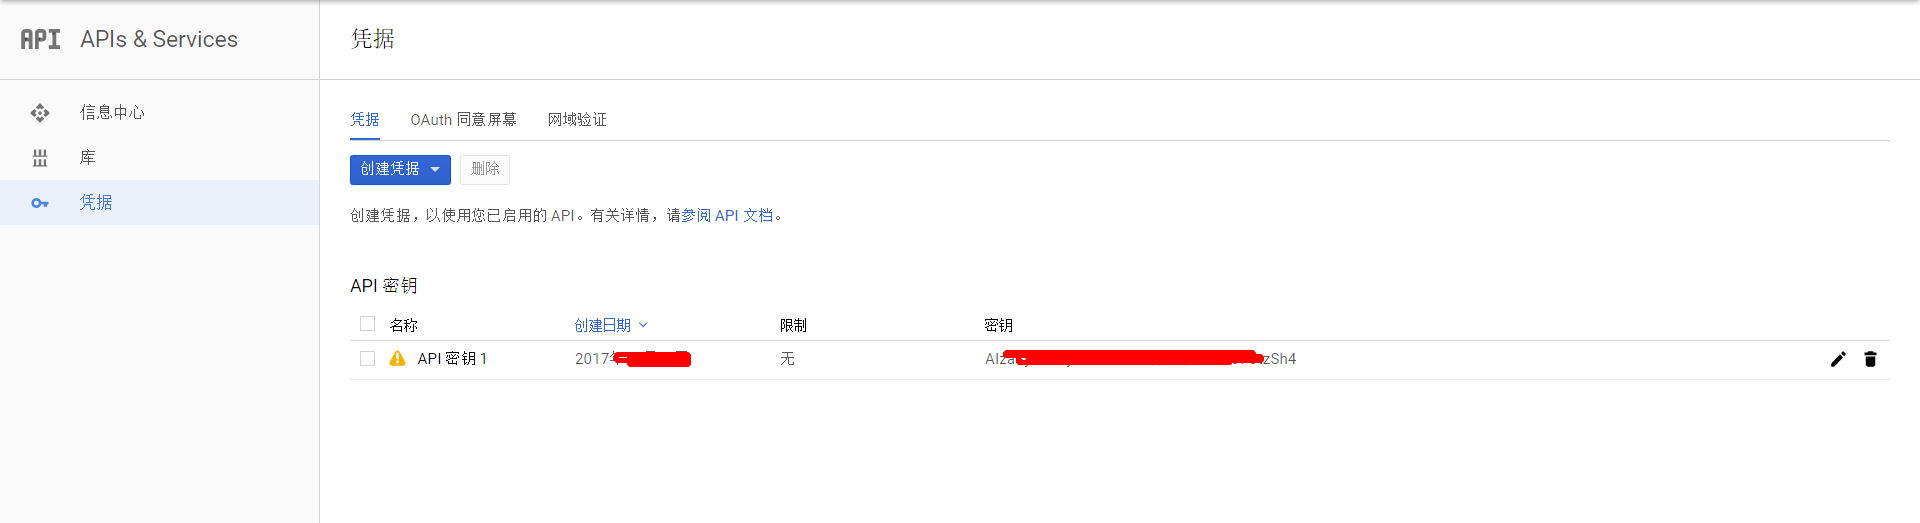 API APIs & Services
凭据
信息中心
库
凭据
凭据 OAuth 同意屏幕 网域验证
创建凭据 删除
创建凭据，以使用您已启用的 API。有关详情，请参阅 API 文档。
API 密钥
名称 创建日期 限制 密钥
API 密钥 1 2017 无 AIza zSh4